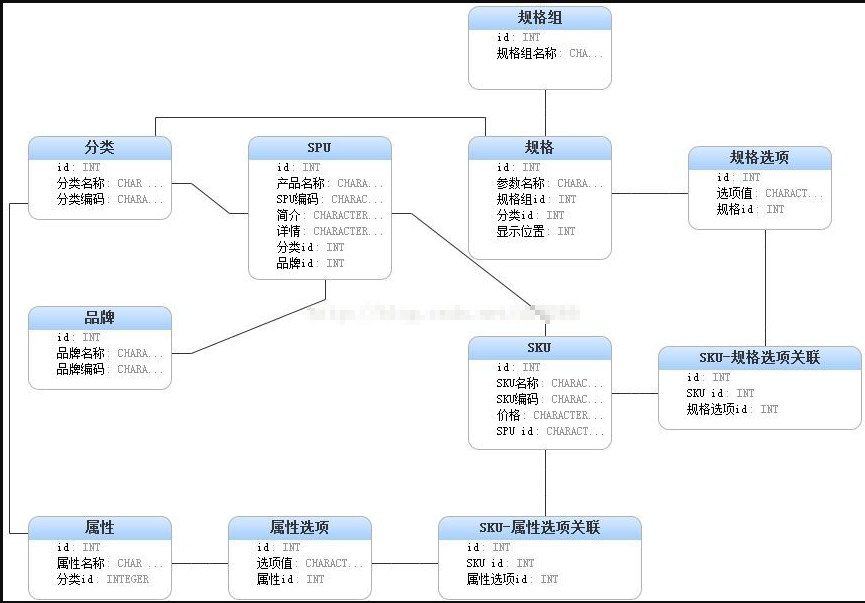 规格组
id: INT
规格组名称: CHA...
分类
id: INT
分类名称: CHAR ...
分类编码: CHARA...
SPU
id: INT
产品名称: CHARA...
SPU编码: CHARAC...
简介: CHARACTER...
详情: CHARACTER...
分类id: INT
品牌id: INT
规格
id: INT
参数名称: CHARA...
规格组id: INT
分类id: INT
显示位置: INT
规格选项
id: INT
选项值: CHARACT...
规格id: INT
品牌
id: INT
品牌名称: CHARA...
品牌编码: CHARA...
SKU
id: INT
SKU名称: CHARAC...
SKU编码: CHARAC...
价格: CHARACTER...
SPU id: CHARACT...
SKU-规格选项关联
id: INT
SKU id: INT
规格选项id: INT
属性
id: INT
属性名称: CHAR ...
分类id: INTEGER
属性选项
id: INT
选项值: CHARACT...
属性id: INT
SKU-属性选项关联
id: INT
SKU id: INT
属性选项id: INT